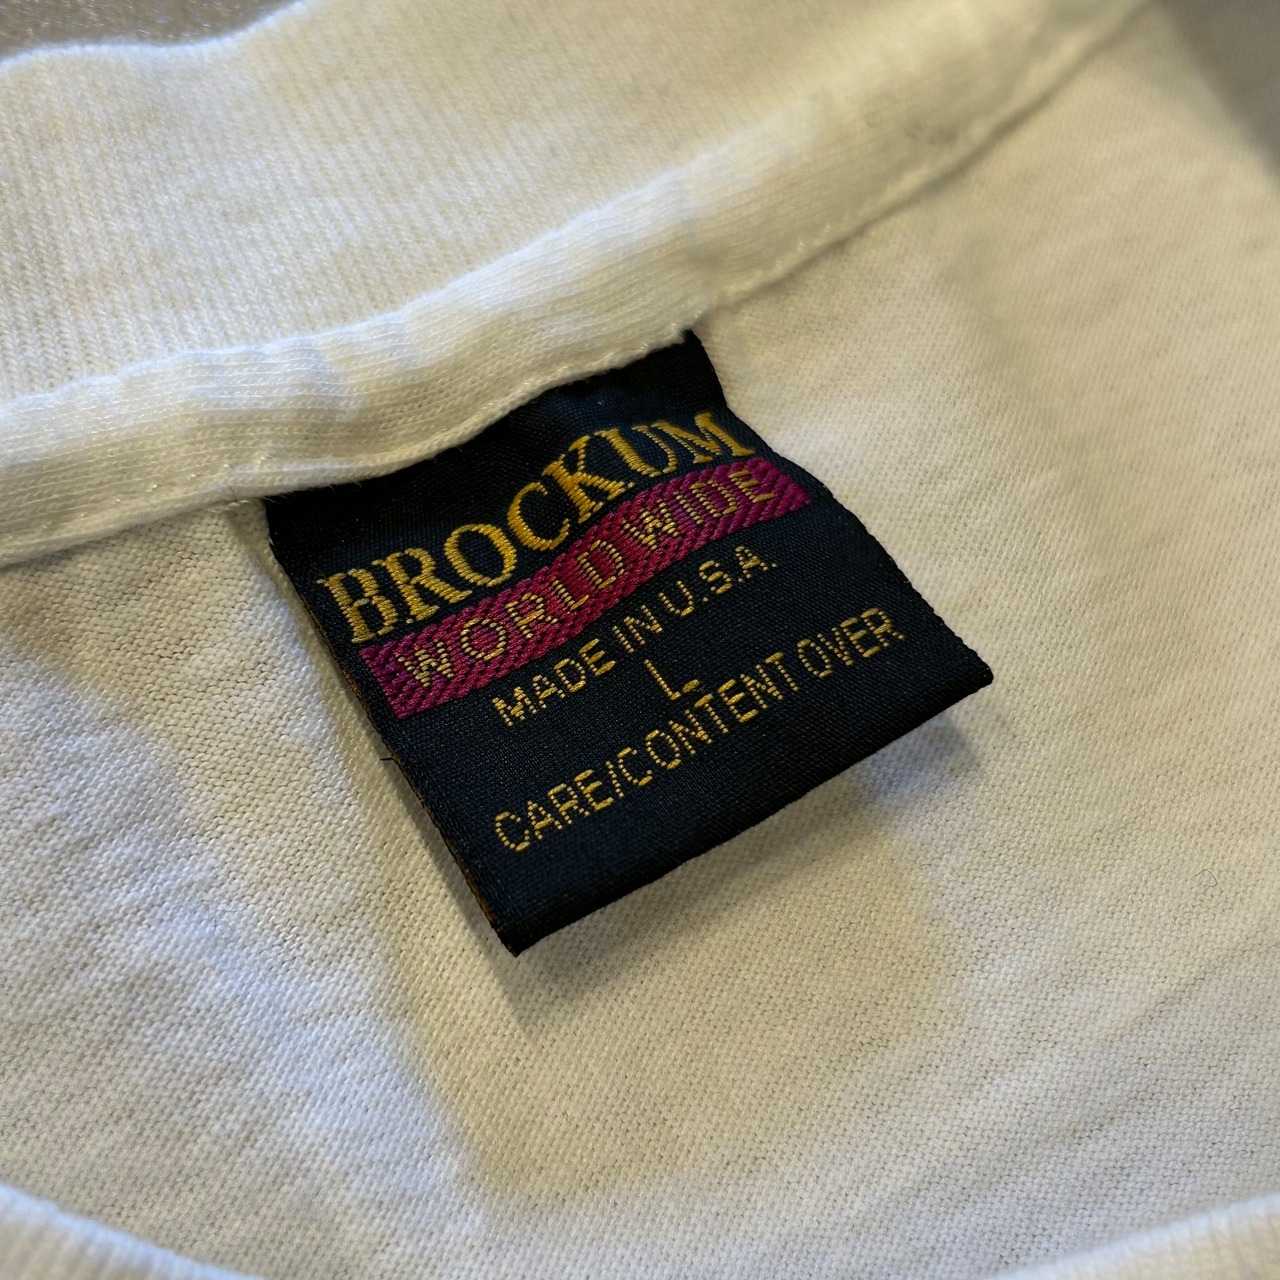 BROCKUM
WORLDWIDE
MADE IN U.S.A.
L.
CARE/CONTENT OVER